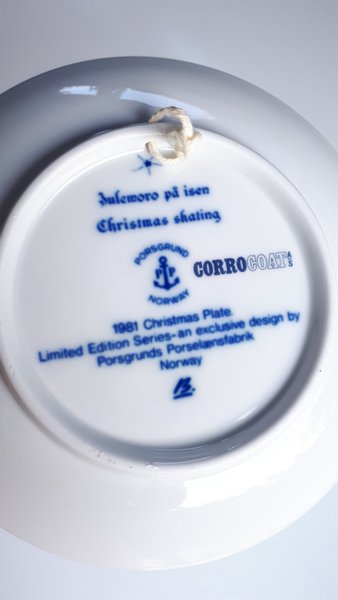 Julemoro på isen
Christmas skating
PORSGRUND
P P
NORWAY
CORROCOAT A/S
1981 Christmas Plate.
Limited Edition Series-an exclusive design by
Porsgrunds Porselænsfabrik
Norway